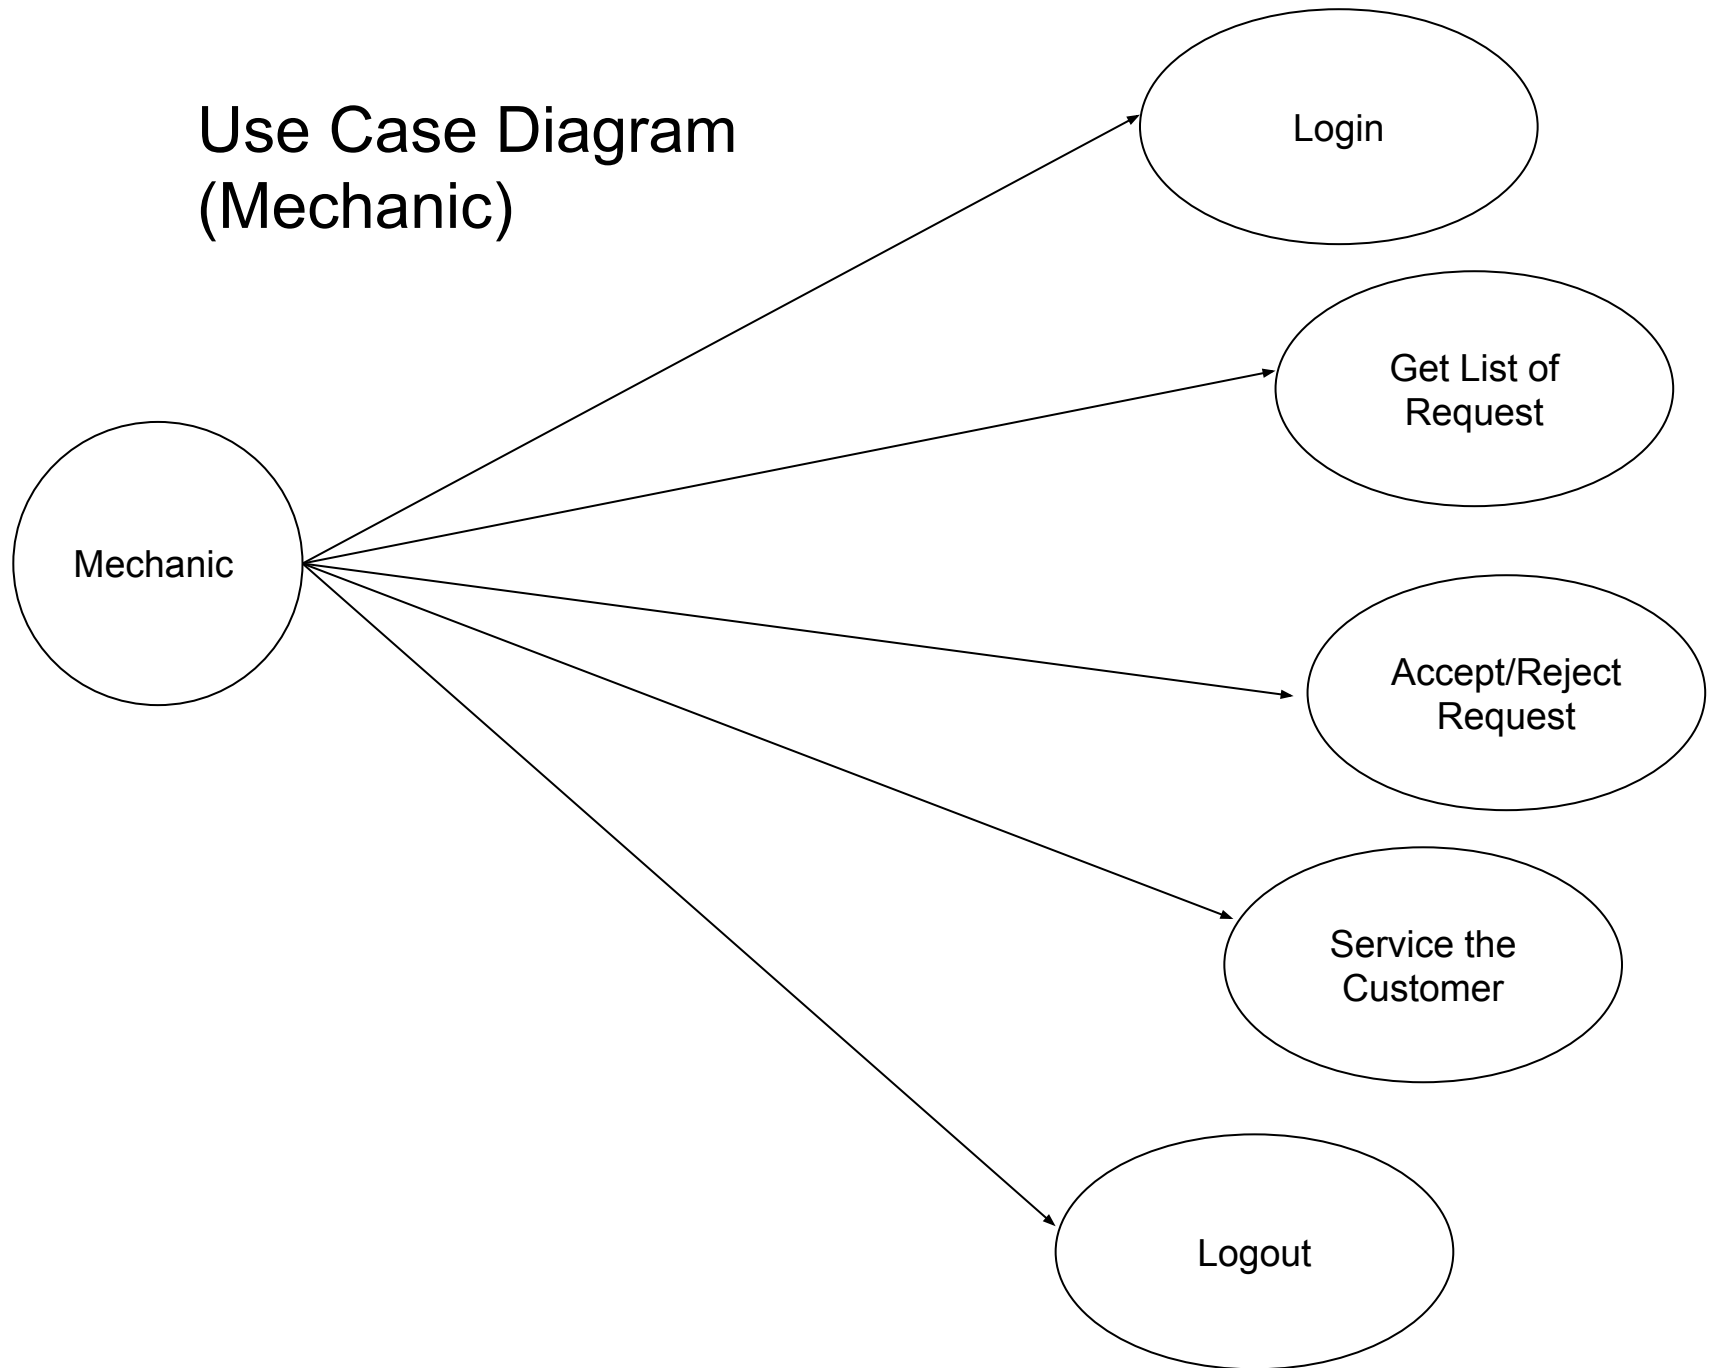 Use Case Diagram
(Mechanic)
Login
Get List of
Request
Mechanic
Accept/Reject
Request
Service the
Customer
Logout